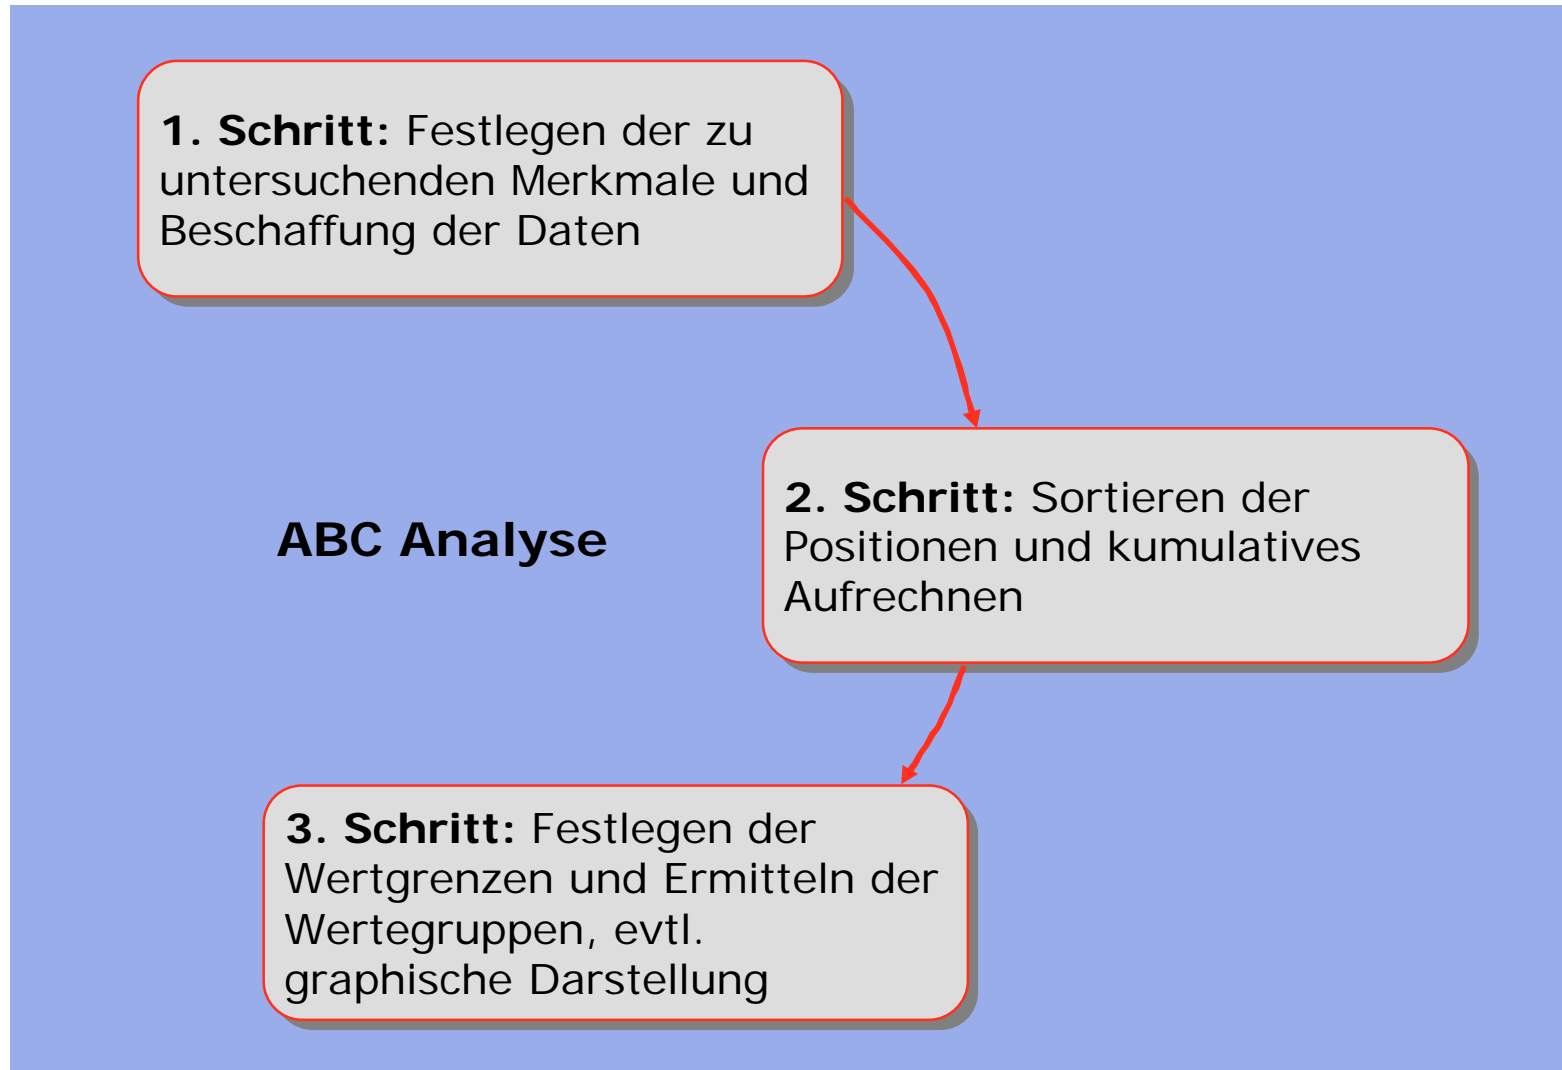 1. Schritt: Festlegen der zu
untersuchenden Merkmale und
Beschaffung der Daten
ABC Analyse
2. Schritt: Sortieren der
Positionen und kumulatives
Aufrechnen
3. Schritt: Festlegen der
Wertgrenzen und Ermitteln der
Wertegruppen, evtl.
graphische Darstellung